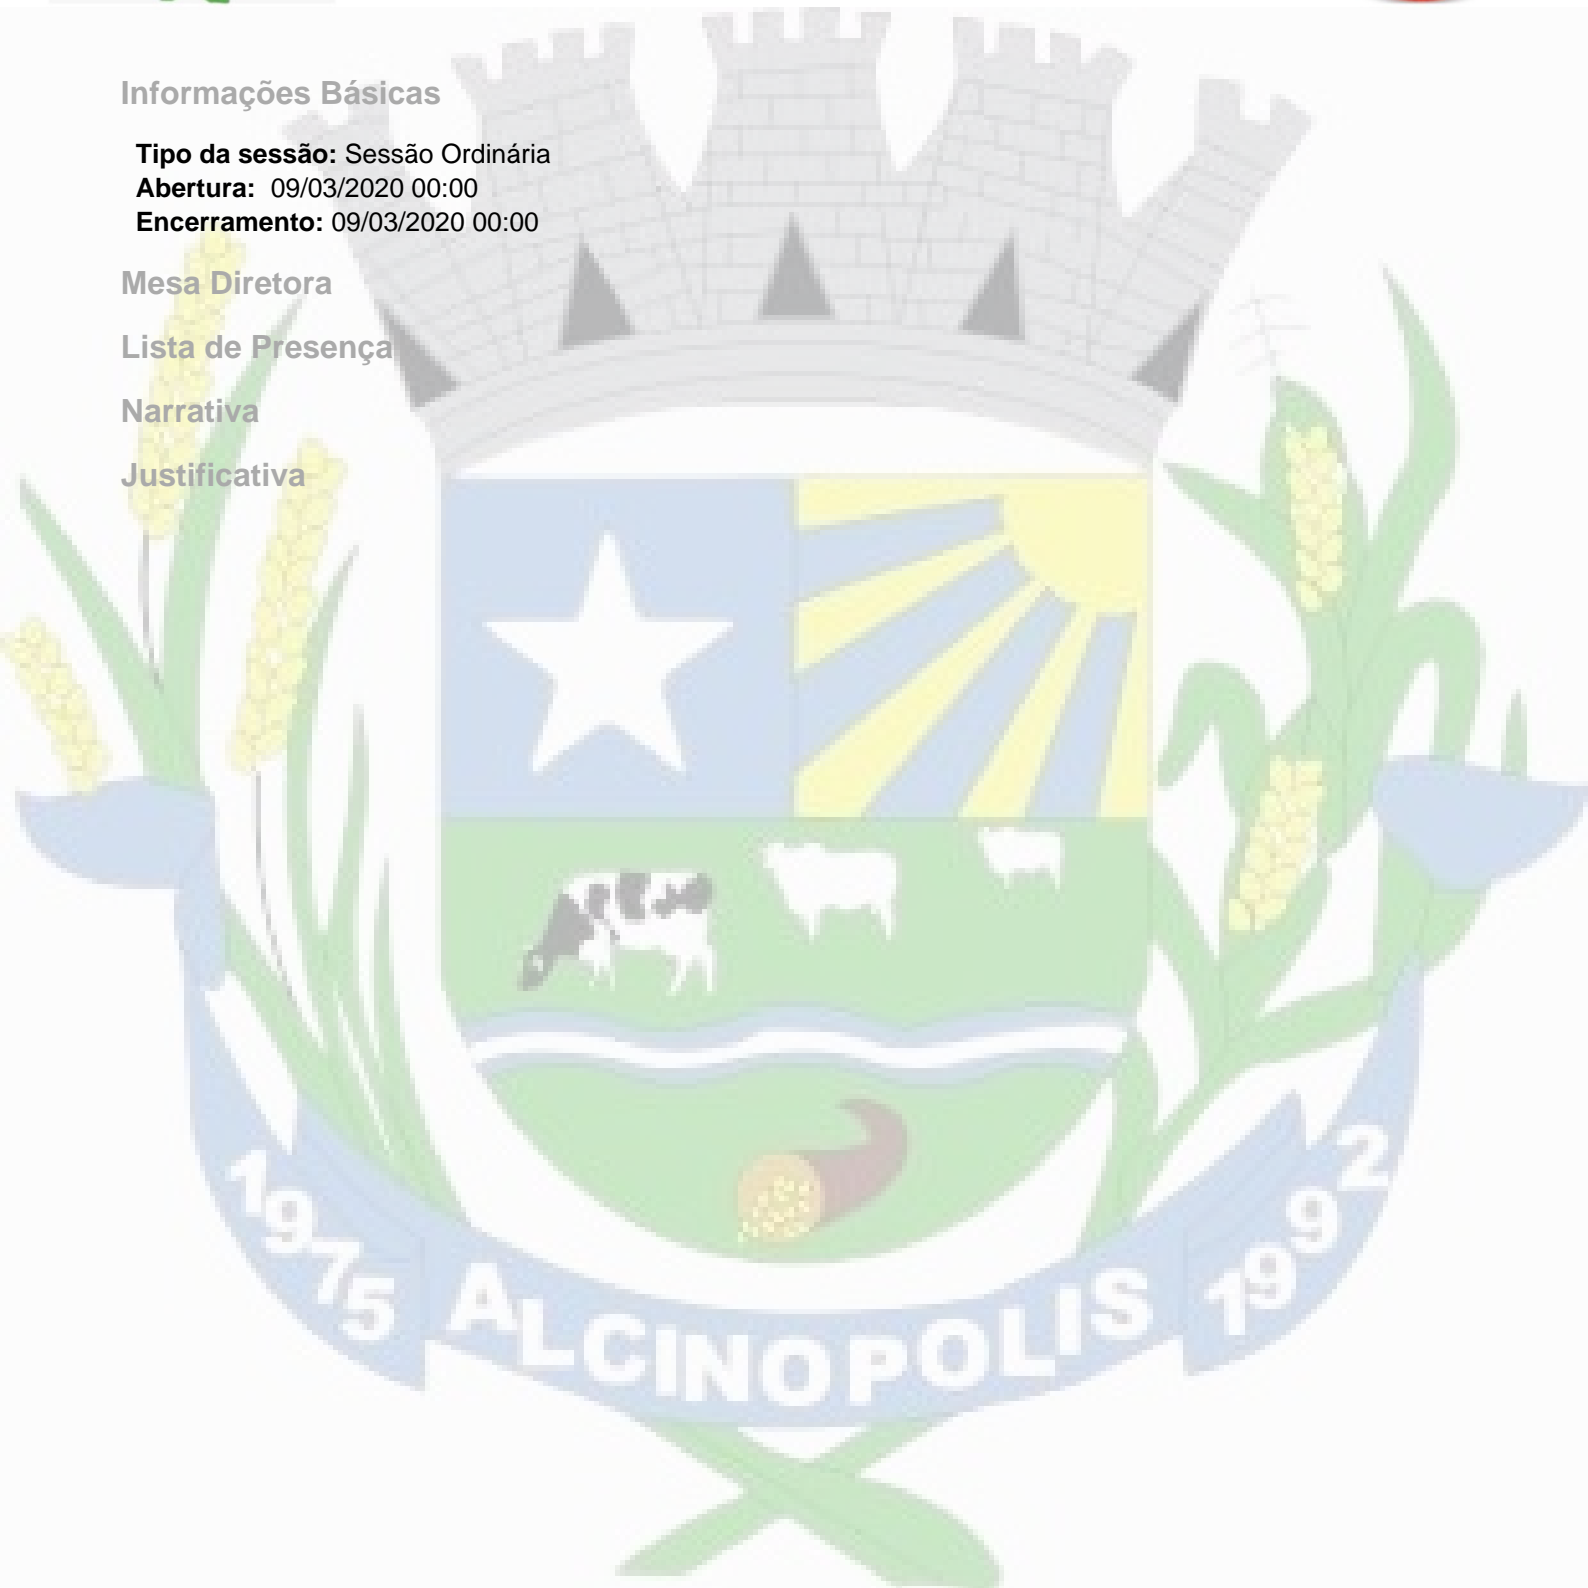 Informações Básicas
Tipo da sessão: Sessão Ordinária
Abertura: 09/03/2020 00:00
Encerramento: 09/03/2020 00:00
Mesa Diretora
Lista de Presença
Narrativa
Justificativa
1975 ALCINOPOLIS 1992